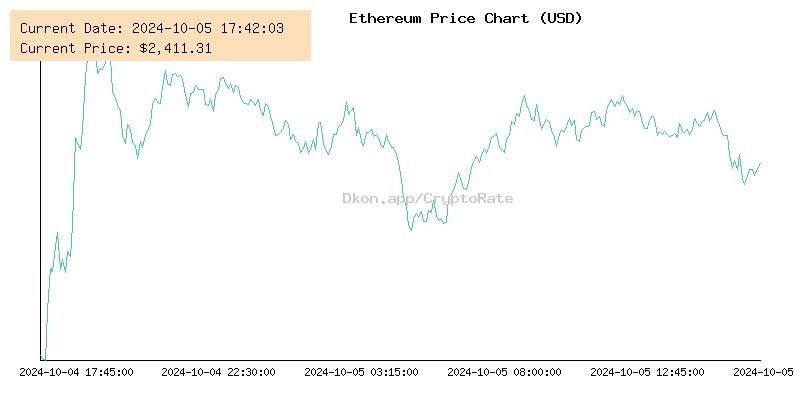 Ethereum Price Chart (USD)
Current Date: 2024-10-05 17:42:03
Current Price: $2,411.31
Dkon.app/CryptoRate
2024-10-04 17:45:00
2024-10-04 22:30:00
2024-10-05 03:15:00
2024-10-05 08:00:00
2024-10-05 12:45:00
2024-10-05